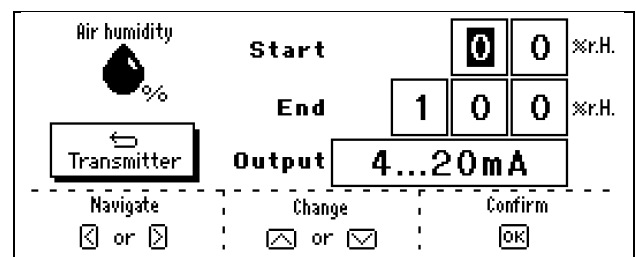 Air humidity
%
Start 0 0 %r.H.
End 1 0 0 %r.H.
Transmitter
Output 4...20mA
Navigate Change Confirm
or or OK